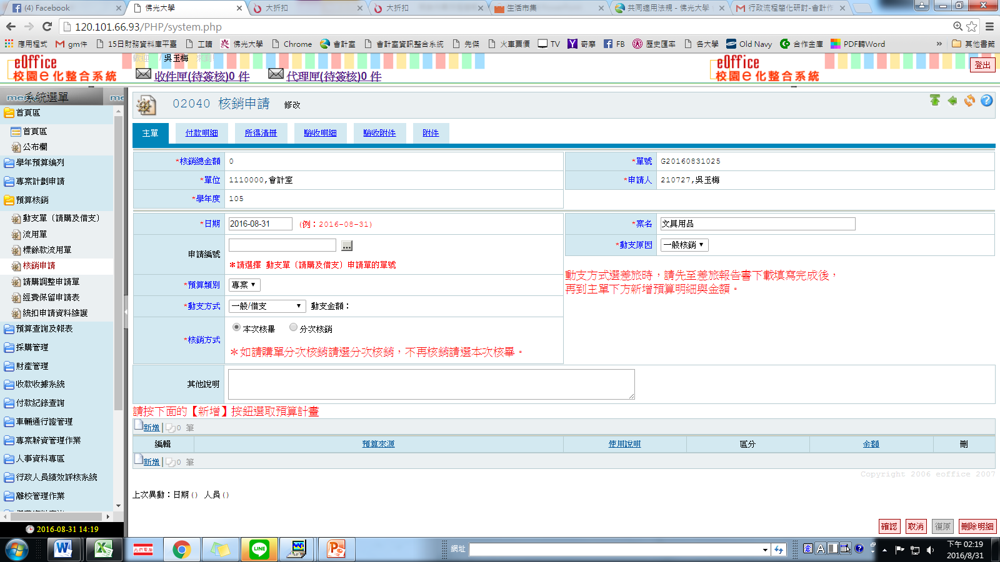 (4) Facebook
佛光大學
大折扣
大折扣
生活市集
共同適用法規 - 佛光大學
行政流程簡化研討-會計作
120.101.66.93/PHP/system.php
應用程式
gm件
15日財務資料庫平臺
工讀
佛光大學
Chrome
會計室
會計室資訊整合系統
先傑
火車票價
TV
奇摩
FB
歷史匯率
各大學
Old Navy
合作金庫
PDF轉Word
»
其他書籤
eOffice
校園e化整合系統
歡迎 吳玉梅 來到
收件匣(待簽核)0 件
代理匣(待簽核)0 件
eOffice
校園e化整合系統
登出
系統選單
首頁區
首頁區
公布欄
學年預算編列
專案計劃申請
預算核銷
動支單〔請購及借支〕
流用單
標餘款流用單
核銷申請
請購調整申請單
經費保留申請表
統扣申請資料維護
預算查詢及報表
採購管理
財產管理
收款收據系統
付款紀錄查詢
車輛通行證管理
專案薪資管理作業
人事資料專區
行政人員績效評核系統
離校管理作業
2016-08-31 14:19
02040 核銷申請 修改
主單
付款明細
所得清冊
驗收明細
驗收附件
附件
*核銷總金額 0
*單號 G20160831025
*單位 1110000,會計室
*申請人 210727,吳玉梅
*學年度 105
*日期 2016-08-31 (例：2016-08-31)
*案名 文具用品
申請編號 ...
＊請選擇 動支單〔請購及借支〕申請單的單號
*動支原因 一般核銷
動支方式選差旅時，請先至差旅報告書下載填寫完成後，
再到主單下方新增預算明細與金額。
*預算類別 專案
*動支方式 一般/借支 動支金額：
*核銷方式 本次核畢 分次核銷
＊如請購單分次核銷請選分次核銷，不再核銷請選本次核畢。
其他說明
請按下面的【新增】按鈕選取預算計畫
新增 | 0 筆
編輯 預算來源 使用說明 區分 金額 刪
新增 | 0 筆
Copyright 2006 eoffice 2007
上次異動：日期() 人員()
確認
取消
復原
刪除明細
網址
下午 02:19
2016/8/31